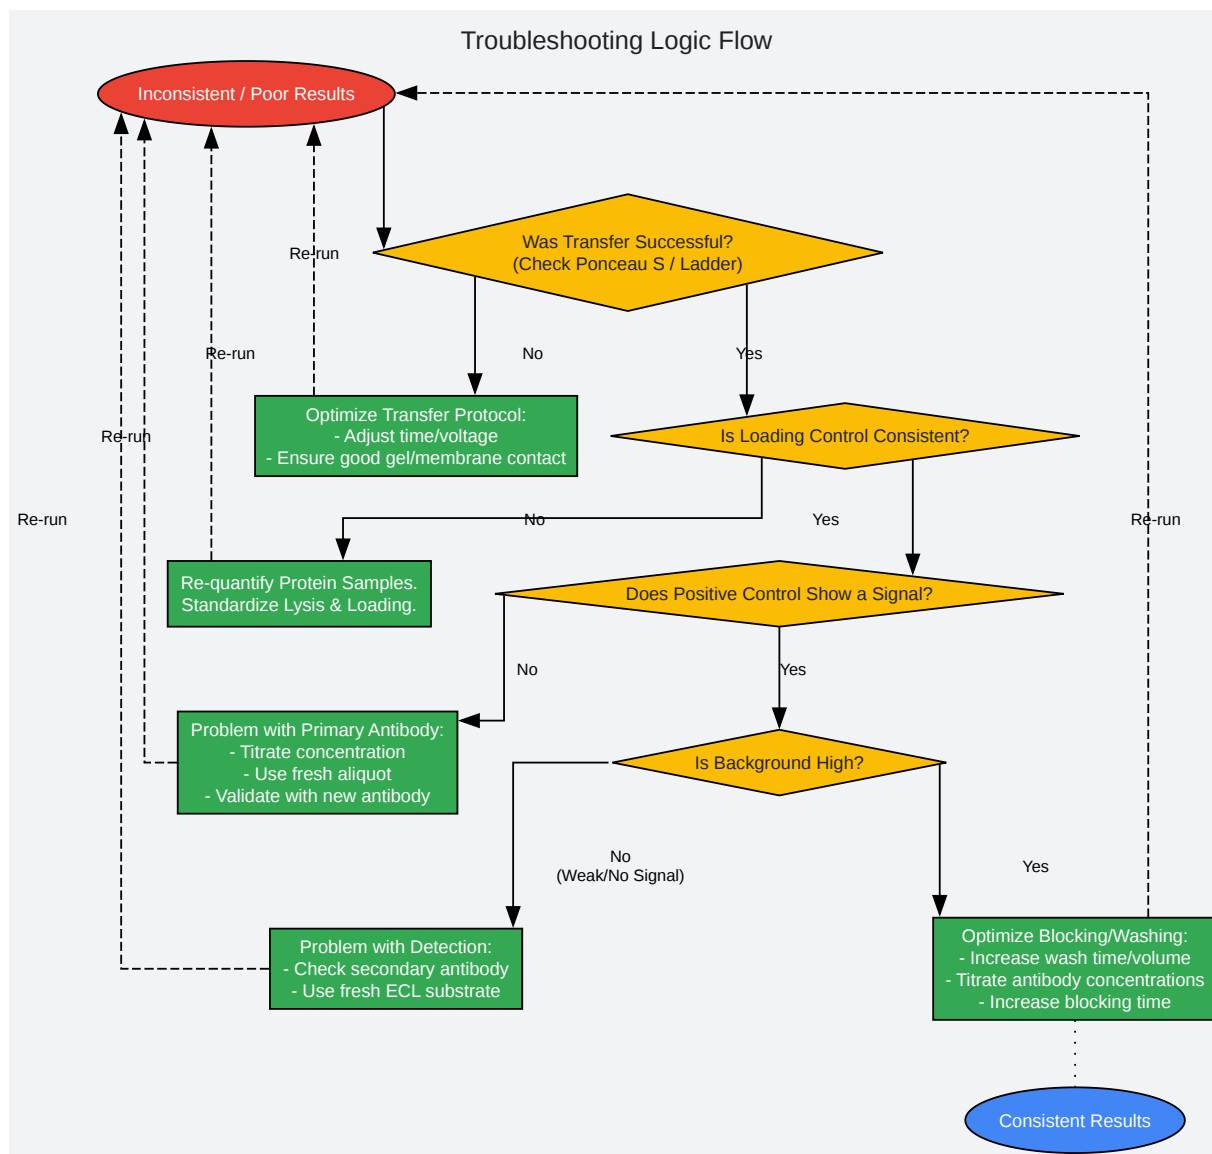 Troubleshooting Logic Flow
Inconsistent / Poor Results
Was Transfer Successful?
(Check Ponceau S / Ladder)
Re-run
No
Yes
Re-run
Optimize Transfer Protocol:
- Adjust time/voltage
- Ensure good gel/membrane contact
Is Loading Control Consistent?
Re-run
Re-run
No
Yes
Re-run
Re-quantify Protein Samples.
Standardize Lysis & Loading.
Does Positive Control Show a Signal?
No
Yes
Problem with Primary Antibody:
- Titrate concentration
- Use fresh aliquot
- Validate with new antibody
Is Background High?
No
(Weak/No Signal)
Yes
Problem with Detection:
- Check secondary antibody
- Use fresh ECL substrate
Optimize Blocking/Washing:
- Increase wash time/volume
- Titrate antibody concentrations
- Increase blocking time
Consistent Results